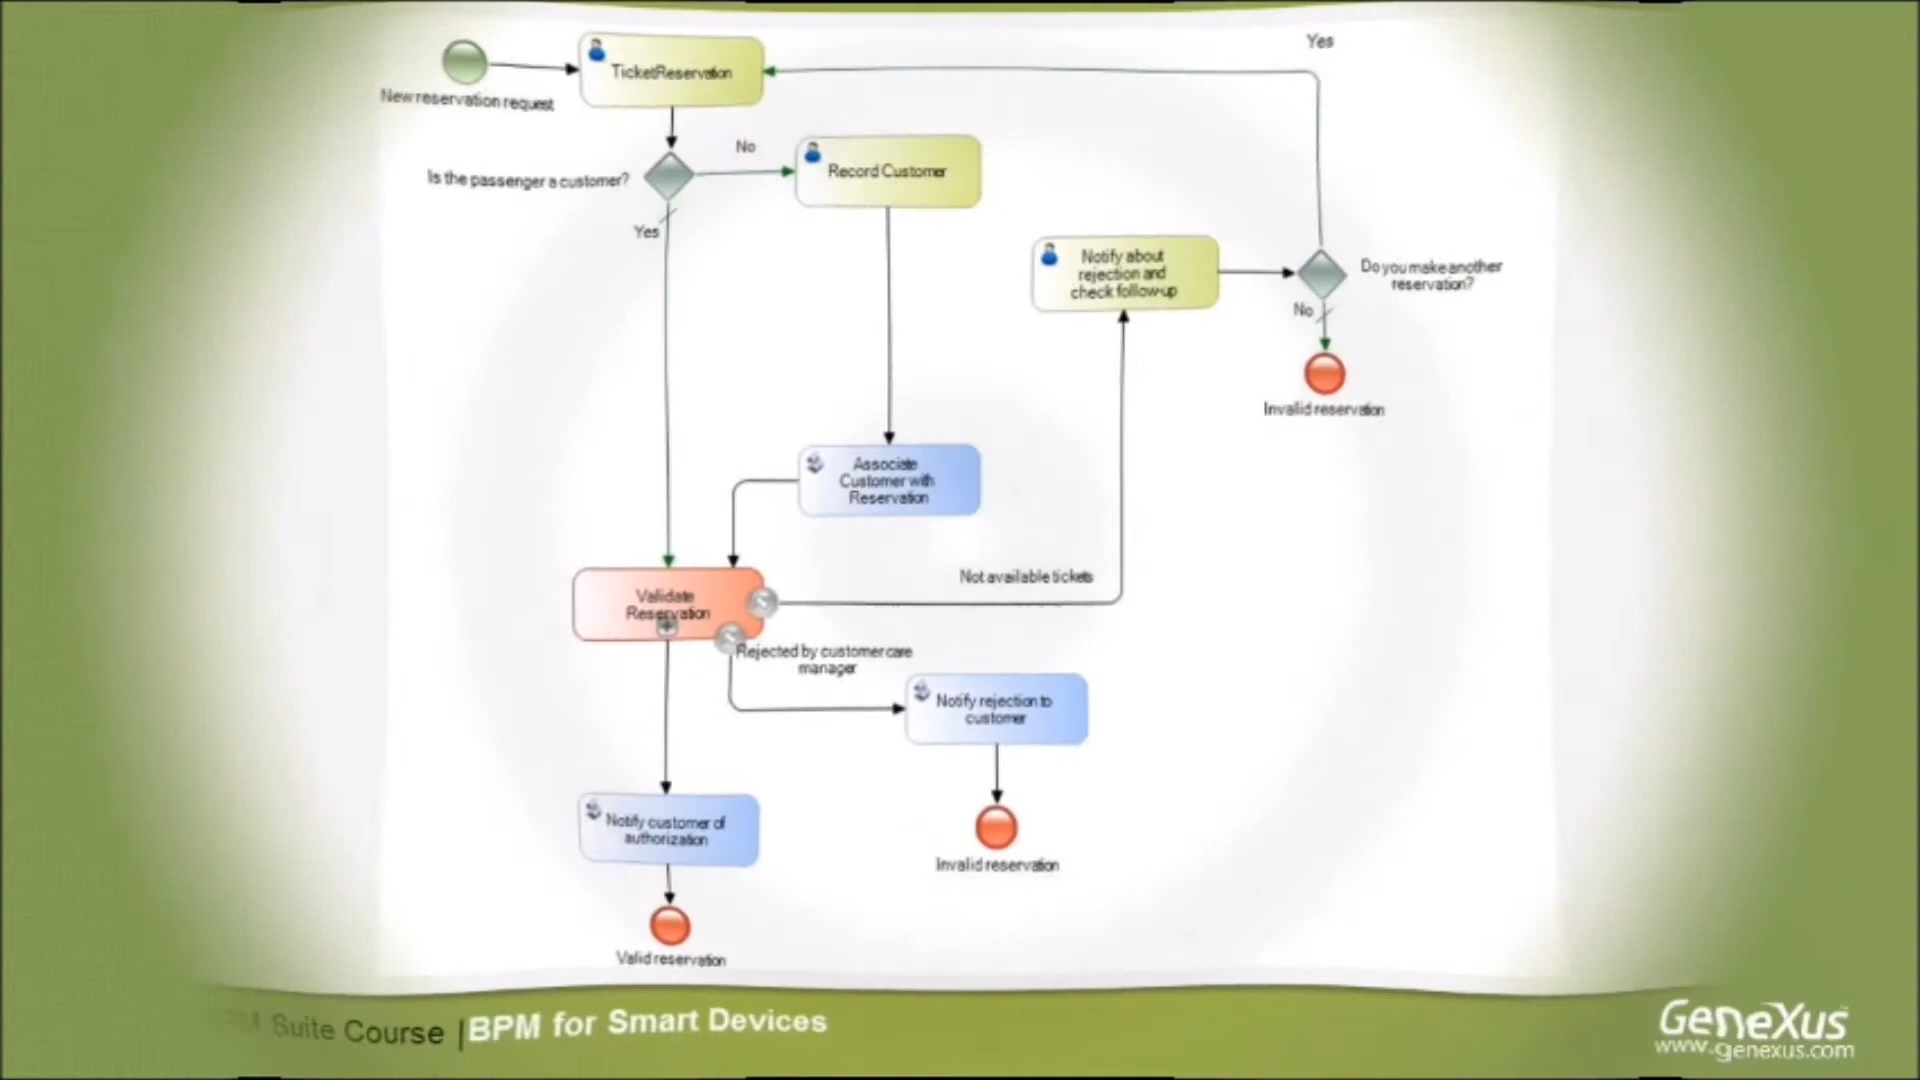 Yes
TicketReservation
New reservation request
No
Is the passenger a customer?
Record Customer
Yes
Notify about
rejection and
check follow-up
Do you make another
reservation?
No
Invalid reservation
Associate
Customer with
Reservation
Not available tickets
Validate
Reservation
Rejected by customer care
manager
Notify rejection to
customer
Notify customer of
authorization
Invalid reservation
Valid reservation
Suite Course | BPM for Smart Devices
GeneXus
www.genexus.com